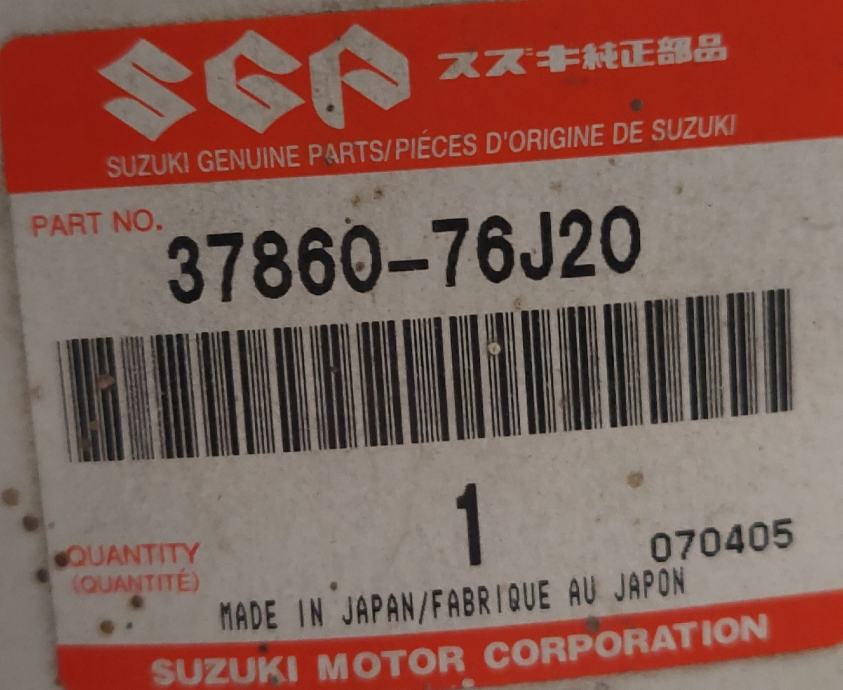 SGP スズキ純正部品
SUZUKI GENUINE PARTS/PIÉCES D'ORIGINE DE SUZUKI
PART NO.
37860-76J20
1
QUANTITY
(QUANTITÉ)
070405
MADE IN JAPAN/FABRIQUE AU JAPON
SUZUKI MOTOR CORPORATION